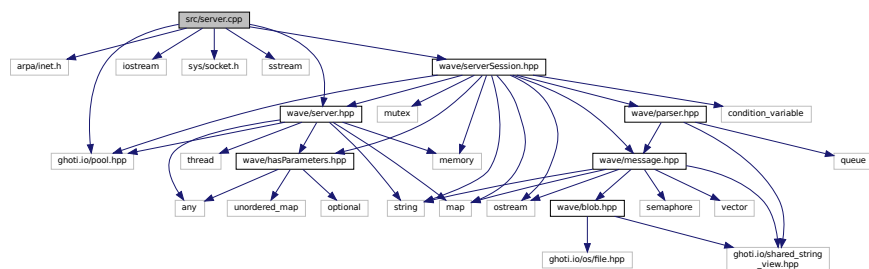 src/server.cpp
arpa/inet.h
iostream
sys/socket.h
sstream
wave/serverSession.hpp
wave/server.hpp
mutex
wave/parser.hpp
condition_variable
ghoti.io/pool.hpp
thread
wave/hasParameters.hpp
memory
wave/message.hpp
queue
any
unordered_map
optional
string
map
ostream
wave/blob.hpp
semaphore
vector
ghoti.io/os/file.hpp
ghoti.io/shared_string
_view.hpp